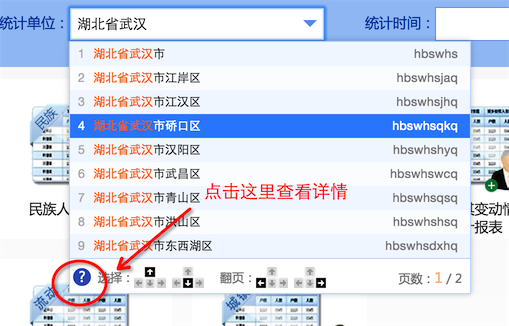 统计单位： 湖北省武汉 统计时间：
1 湖北省武汉市 hbswhs
2 湖北省武汉市江岸区 hbswhsjaq
3 湖北省武汉市江汉区 hbswhsjhq
4 湖北省武汉市硚口区 hbswhsqkq
5 湖北省武汉市汉阳区 hbswhshyq
6 湖北省武汉市武昌区 hbswhswcq
7 湖北省武汉市青山区 hbswhsqsq
8 湖北省武汉市洪山区 hbswhshsq
9 湖北省武汉市东西湖区 hbswhsdxhq
点击这里查看详情
? 选择： 翻页： 页数：1 / 2
民族
民族人
变动情
报表
流动